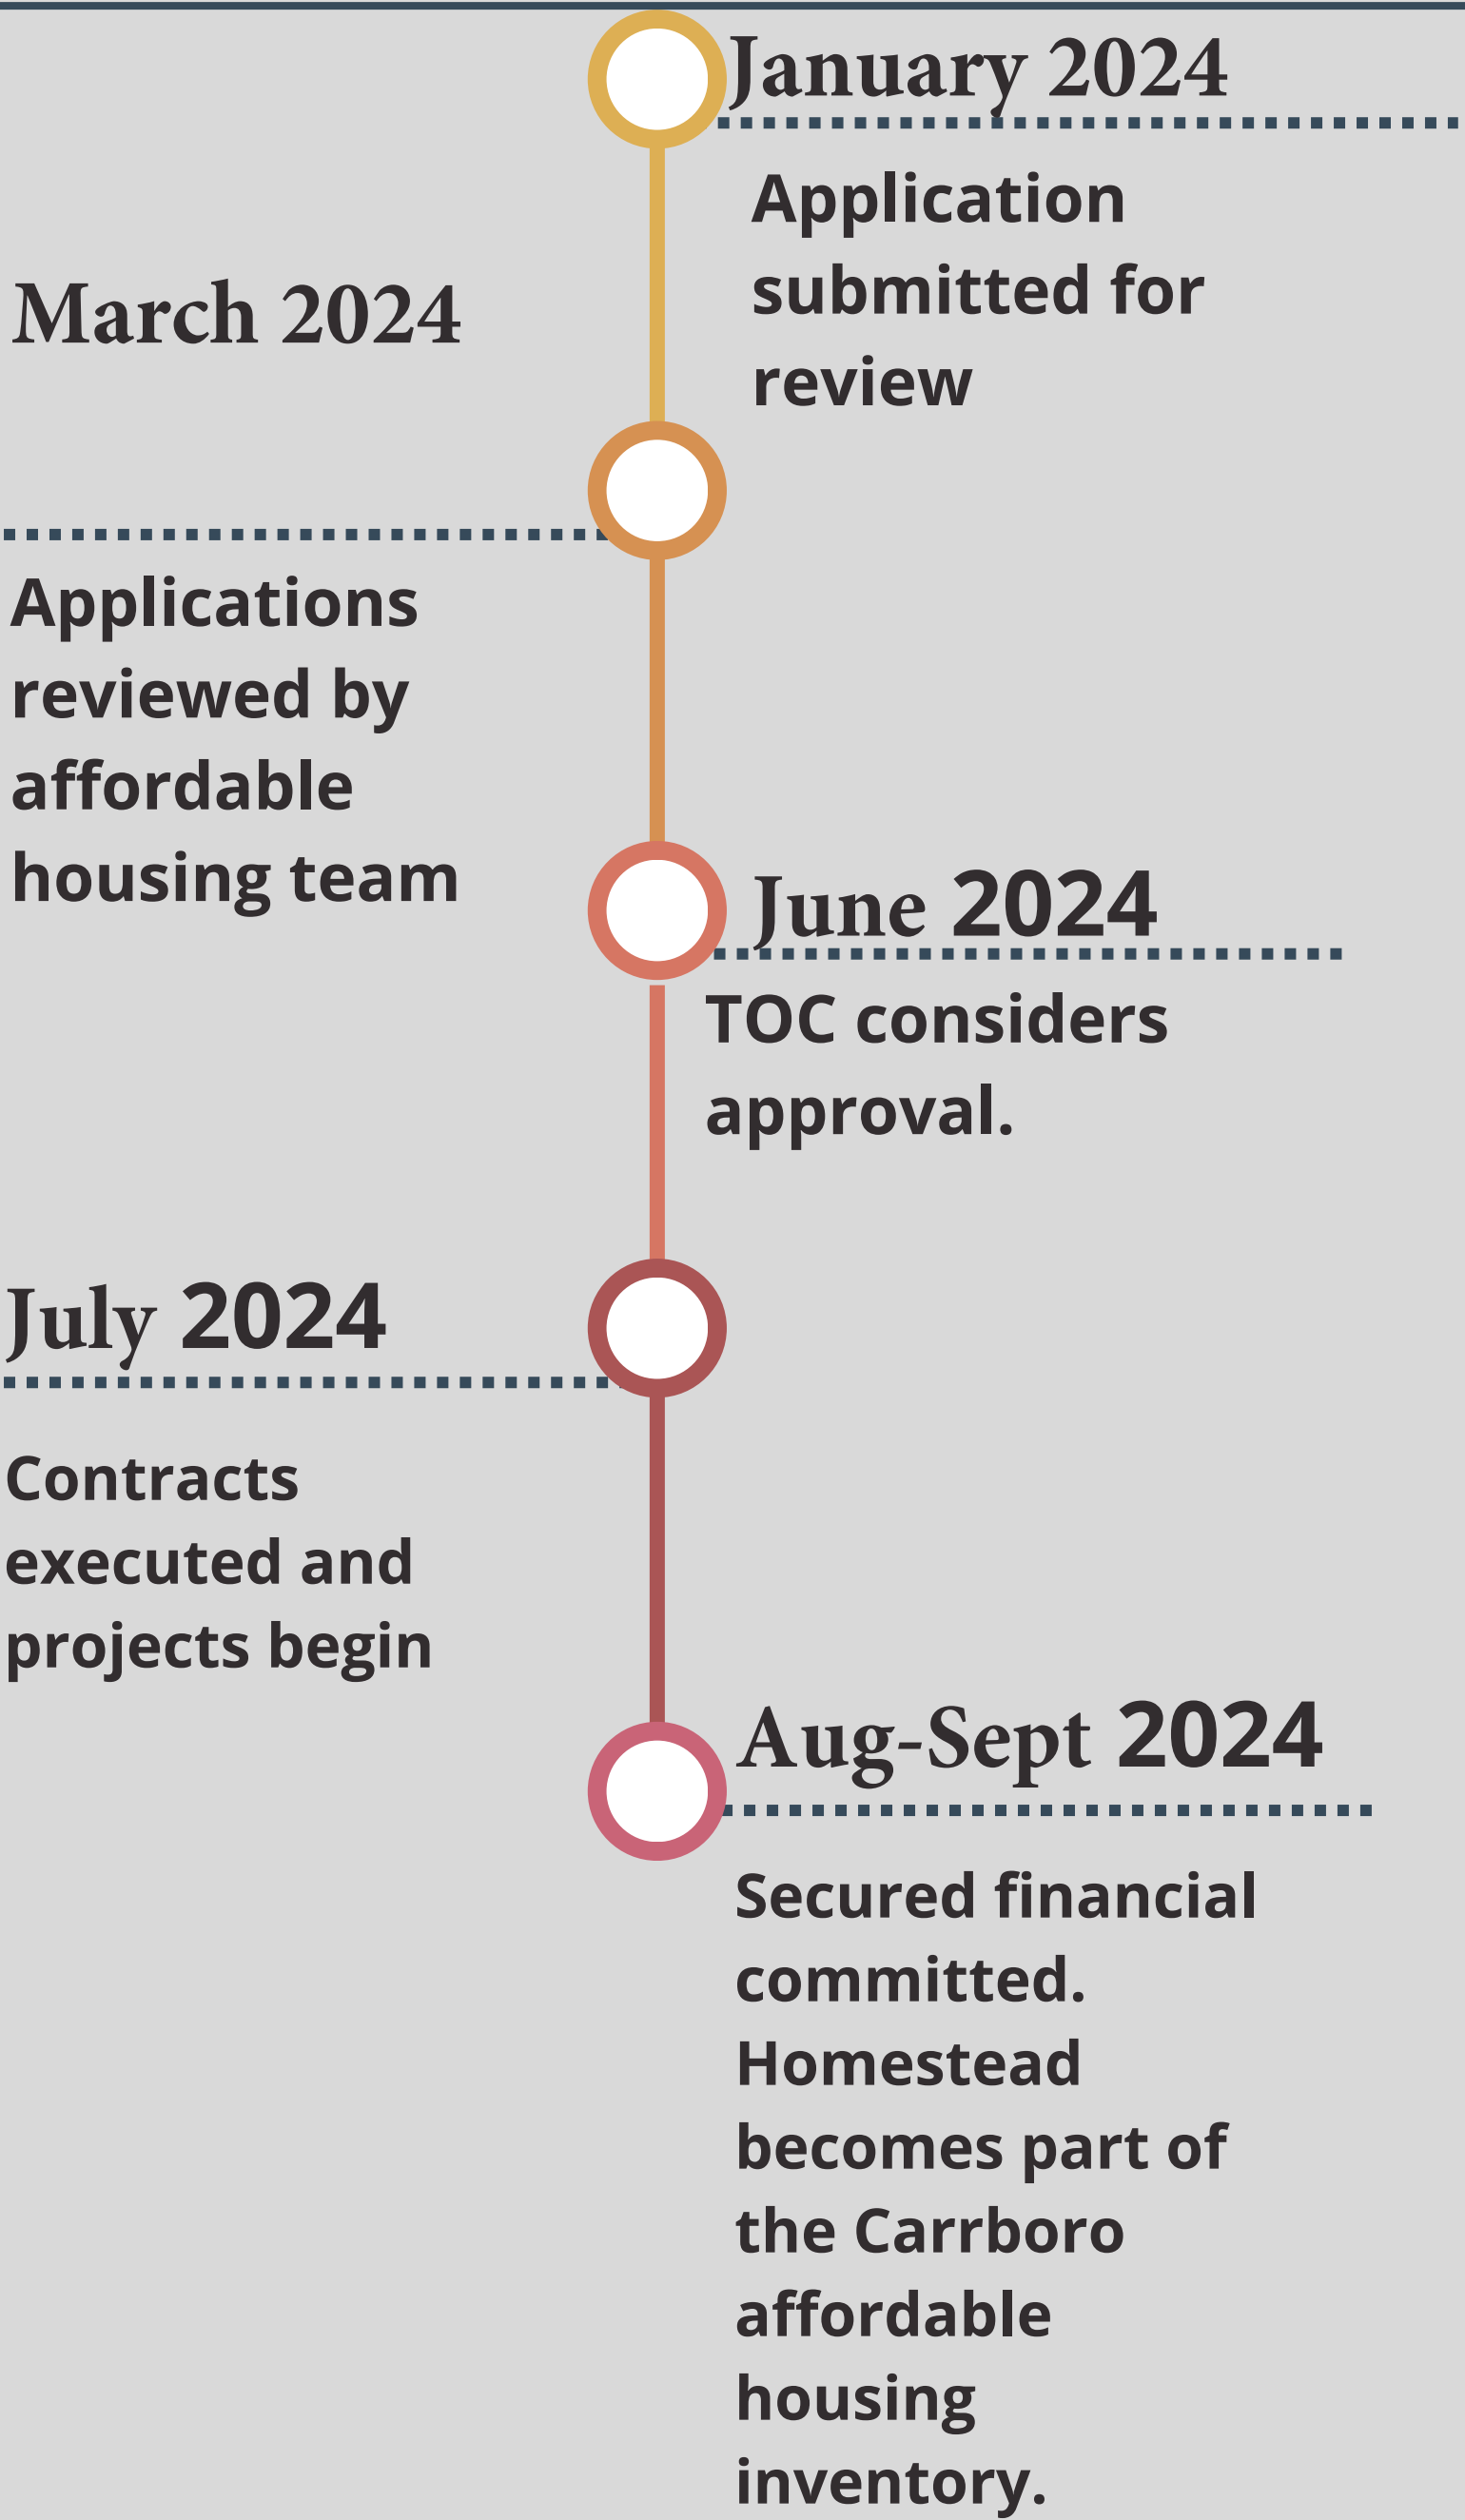 January 2024
Application
submitted for
review
March 2024
Applications
reviewed by
affordable
housing team
June 2024
TOC considers
approval.
July 2024
Contracts
executed and
projects begin
Aug-Sept 2024
Secured financial
committed.
Homestead
becomes part of
the Carrboro
affordable
housing
inventory.